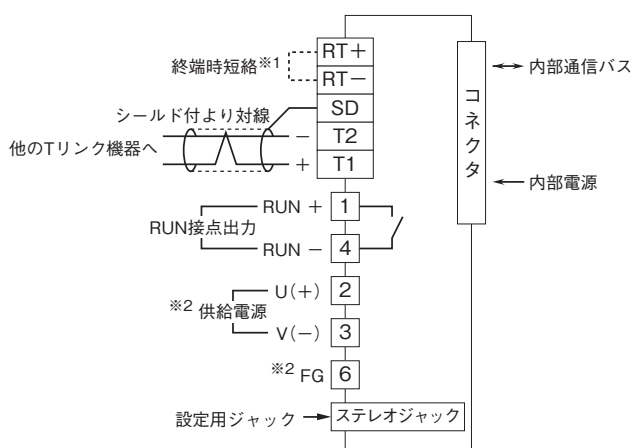 終端時短絡※1
RT＋
RT－
SD
T2
T1
シールド付より対線
他のTリンク機器へ
－
＋
コネクタ
内部通信バス
内部電源
RUN接点出力
RUN ＋
1
RUN －
4
※2 供給電源
U(＋)
2
V(－)
3
※2 FG
6
設定用ジャック
ステレオジャック